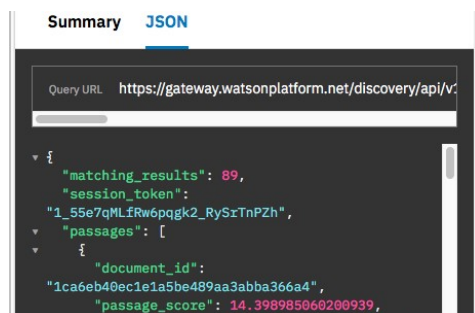 Summary JSON
Query URL https://gateway.watsonplatform.net/discovery/api/v1
{
"matching_results": 89,
"session_token":
"1_55e7qMLfRw6pqgk2_RySrTnPZh",
"passages": [
{
"document_id":
"1ca6eb40ec1e1a5be489aa3abba366a4",
"passage_score": 14.398985060200939,